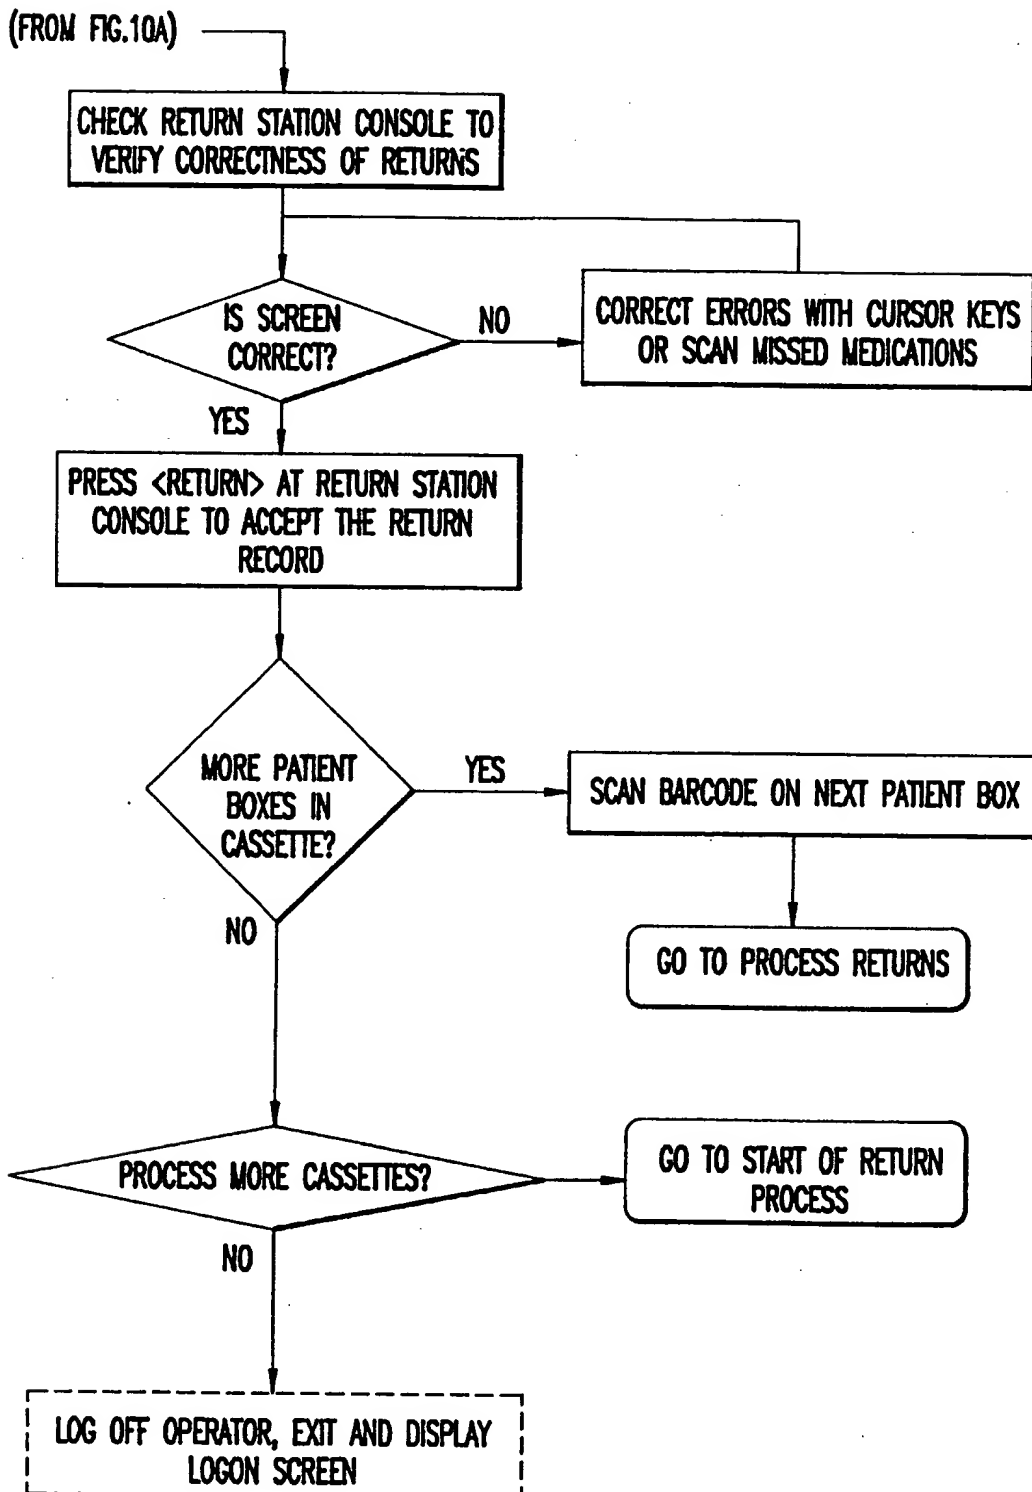 (FROM FIG.10A)
CHECK RETURN STATION CONSOLE TO
VERIFY CORRECTNESS OF RETURNS
IS SCREEN
CORRECT?
NO
CORRECT ERRORS WITH CURSOR KEYS
OR SCAN MISSED MEDICATIONS
YES
PRESS <RETURN> AT RETURN STATION
CONSOLE TO ACCEPT THE RETURN
RECORD
MORE PATIENT
BOXES IN
CASSETTE?
YES
SCAN BARCODE ON NEXT PATIENT BOX
NO
GO TO PROCESS RETURNS
PROCESS MORE CASSETTES?
GO TO START OF RETURN
PROCESS
NO
LOG OFF OPERATOR, EXIT AND DISPLAY
LOGON SCREEN